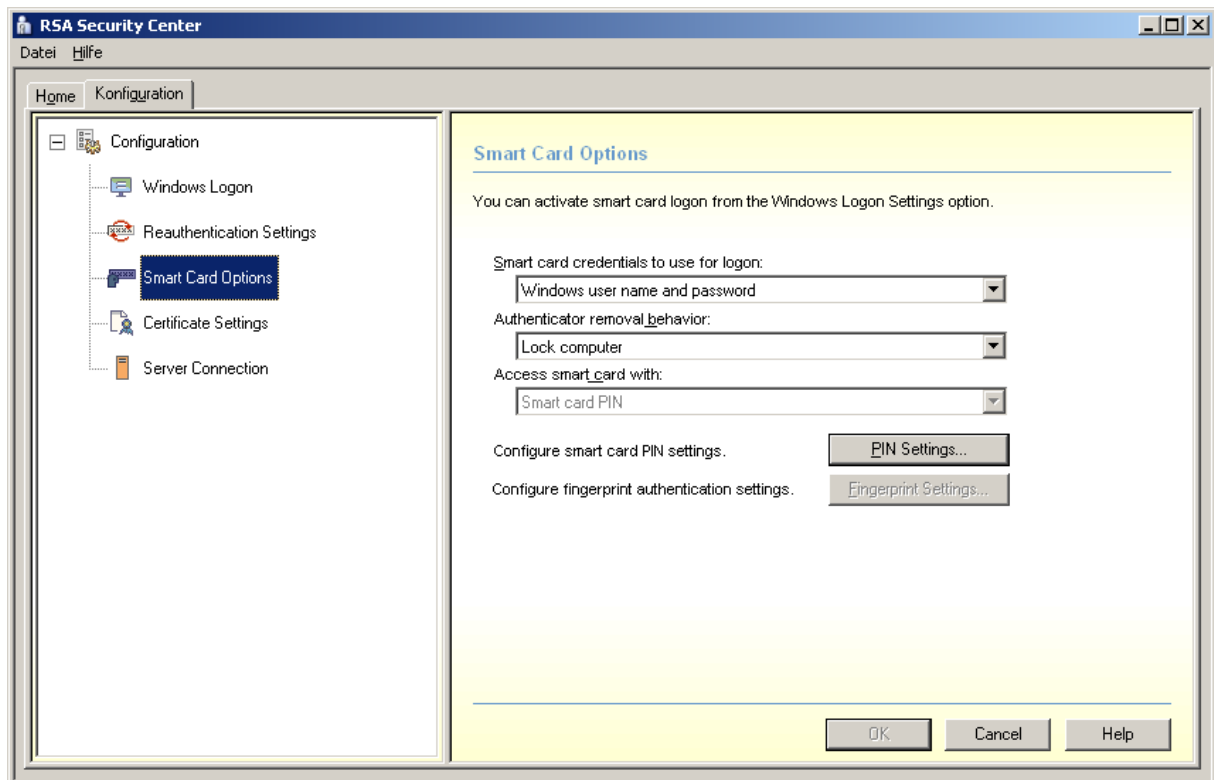 RSA Security Center
Datei Hilfe
Home Konfiguration
Configuration
Windows Logon
Reauthentication Settings
Smart Card Options
Certificate Settings
Server Connection
Smart Card Options
You can activate smart card logon from the Windows Logon Settings option.
Smart card credentials to use for logon:
Windows user name and password
Authenticator removal behavior:
Lock computer
Access smart card with:
Smart card PIN
Configure smart card PIN settings. PIN Settings...
Configure fingerprint authentication settings. Fingerprint Settings...
OK Cancel Help